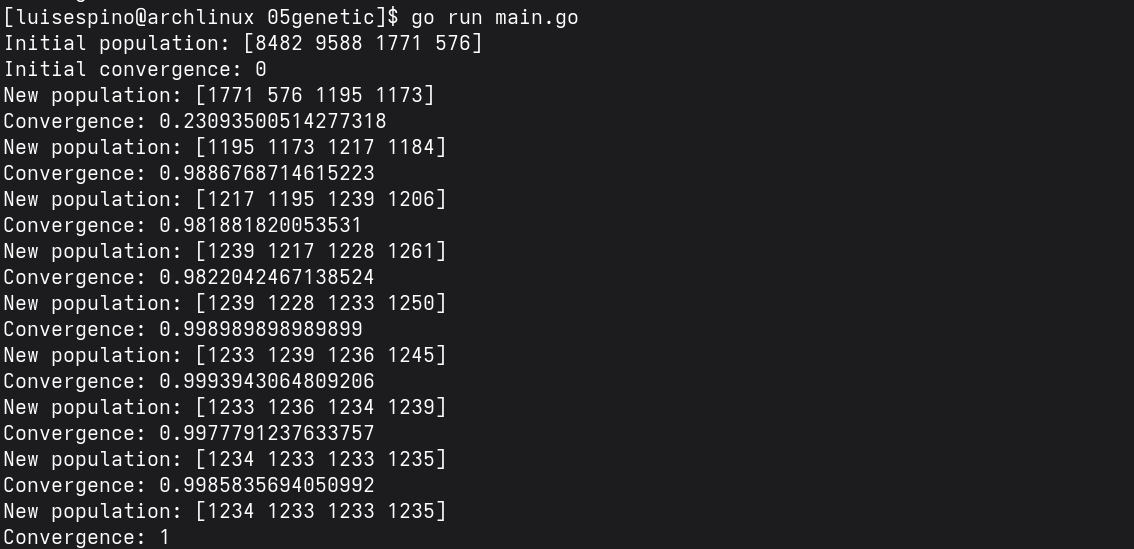 [luisespino@archlinux 05genetic]$ go run main.go
Initial population: [8482 9588 1771 576]
Initial convergence: 0
New population: [1771 576 1195 1173]
Convergence: 0.23093500514277318
New population: [1195 1173 1217 1184]
Convergence: 0.9886768714615223
New population: [1217 1195 1239 1206]
Convergence: 0.981881820053531
New population: [1239 1217 1228 1261]
Convergence: 0.9822042467138524
New population: [1239 1228 1233 1250]
Convergence: 0.998989898989899
New population: [1233 1239 1236 1245]
Convergence: 0.9993943064809206
New population: [1233 1236 1234 1239]
Convergence: 0.9977791237633757
New population: [1234 1233 1233 1235]
Convergence: 0.9985835694050992
New population: [1234 1233 1233 1235]
Convergence: 1